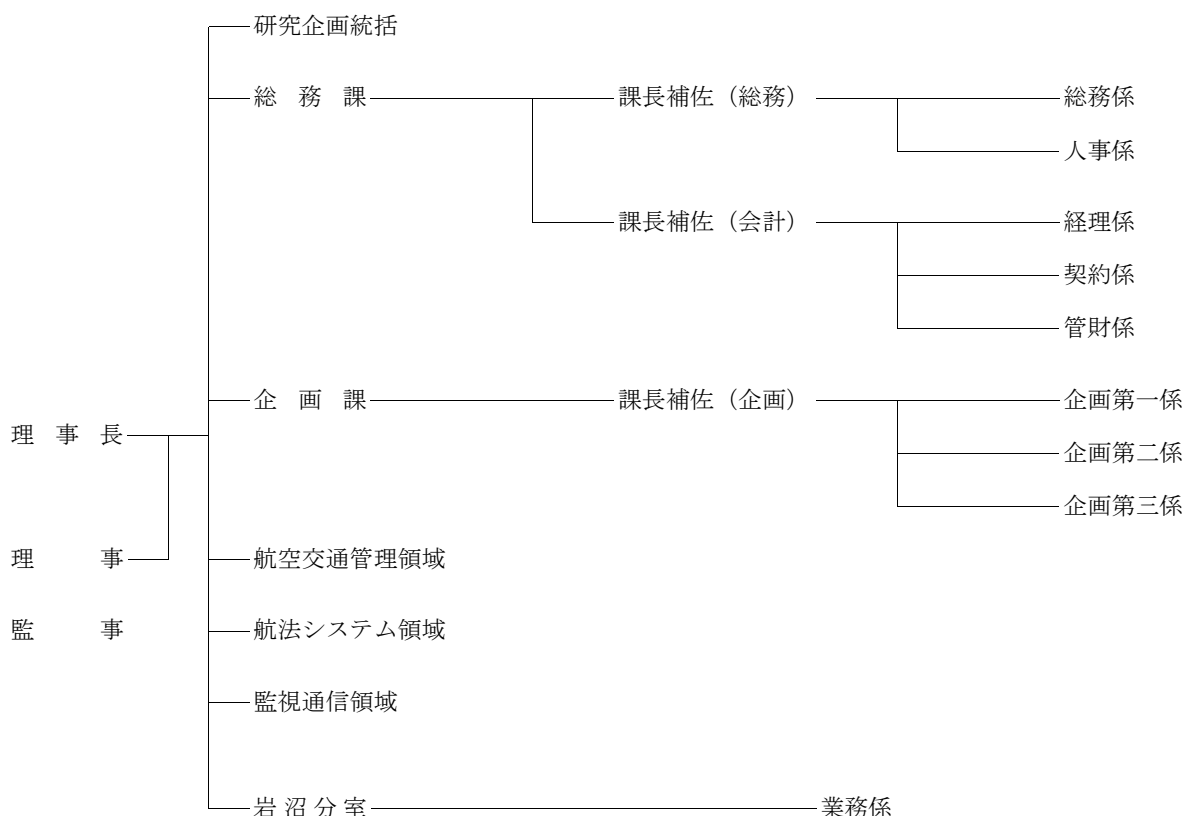 研究企画統括
総務課
課長補佐（総務）
総務係
人事係
課長補佐（会計）
経理係
契約係
管財係
企画課
課長補佐（企画）
企画第一係
企画第二係
企画第三係
理事長
理事
監事
航空交通管理領域
航法システム領域
監視通信領域
岩沼分室
業務係